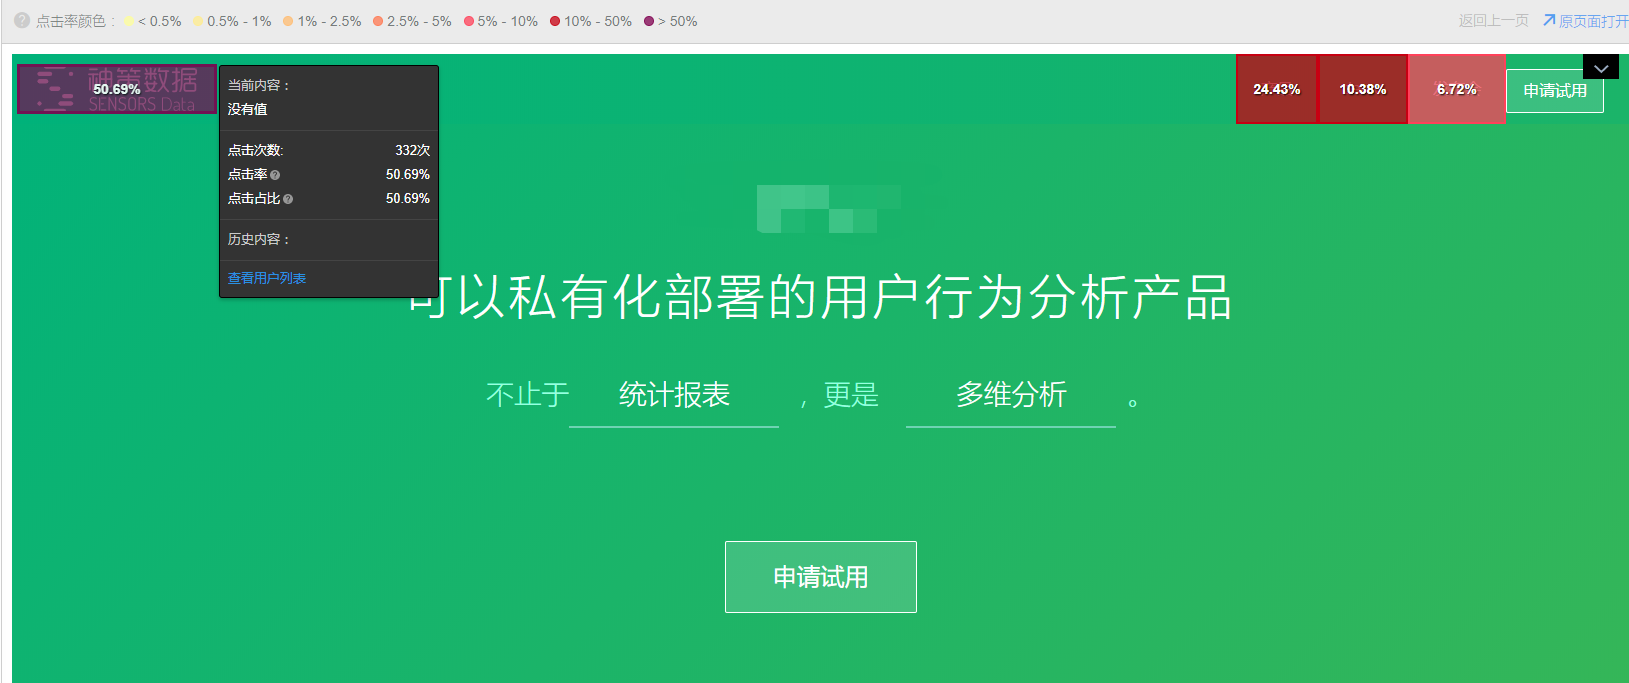 点击率颜色： < 0.5% 0.5% - 1% 1% - 2.5% 2.5% - 5% 5% - 10% 10% - 50% > 50% 返回上一页 原页面打开
神策数据
SENSORS Data
50.69%
当前内容：
没有值
点击次数: 332次
点击率 50.69%
点击占比 50.69%
历史内容：
查看用户列表
24.43% 10.38% 6.72% 申请试用
可以私有化部署的用户行为分析产品
不止于 统计报表 ，更是 多维分析 。
申请试用